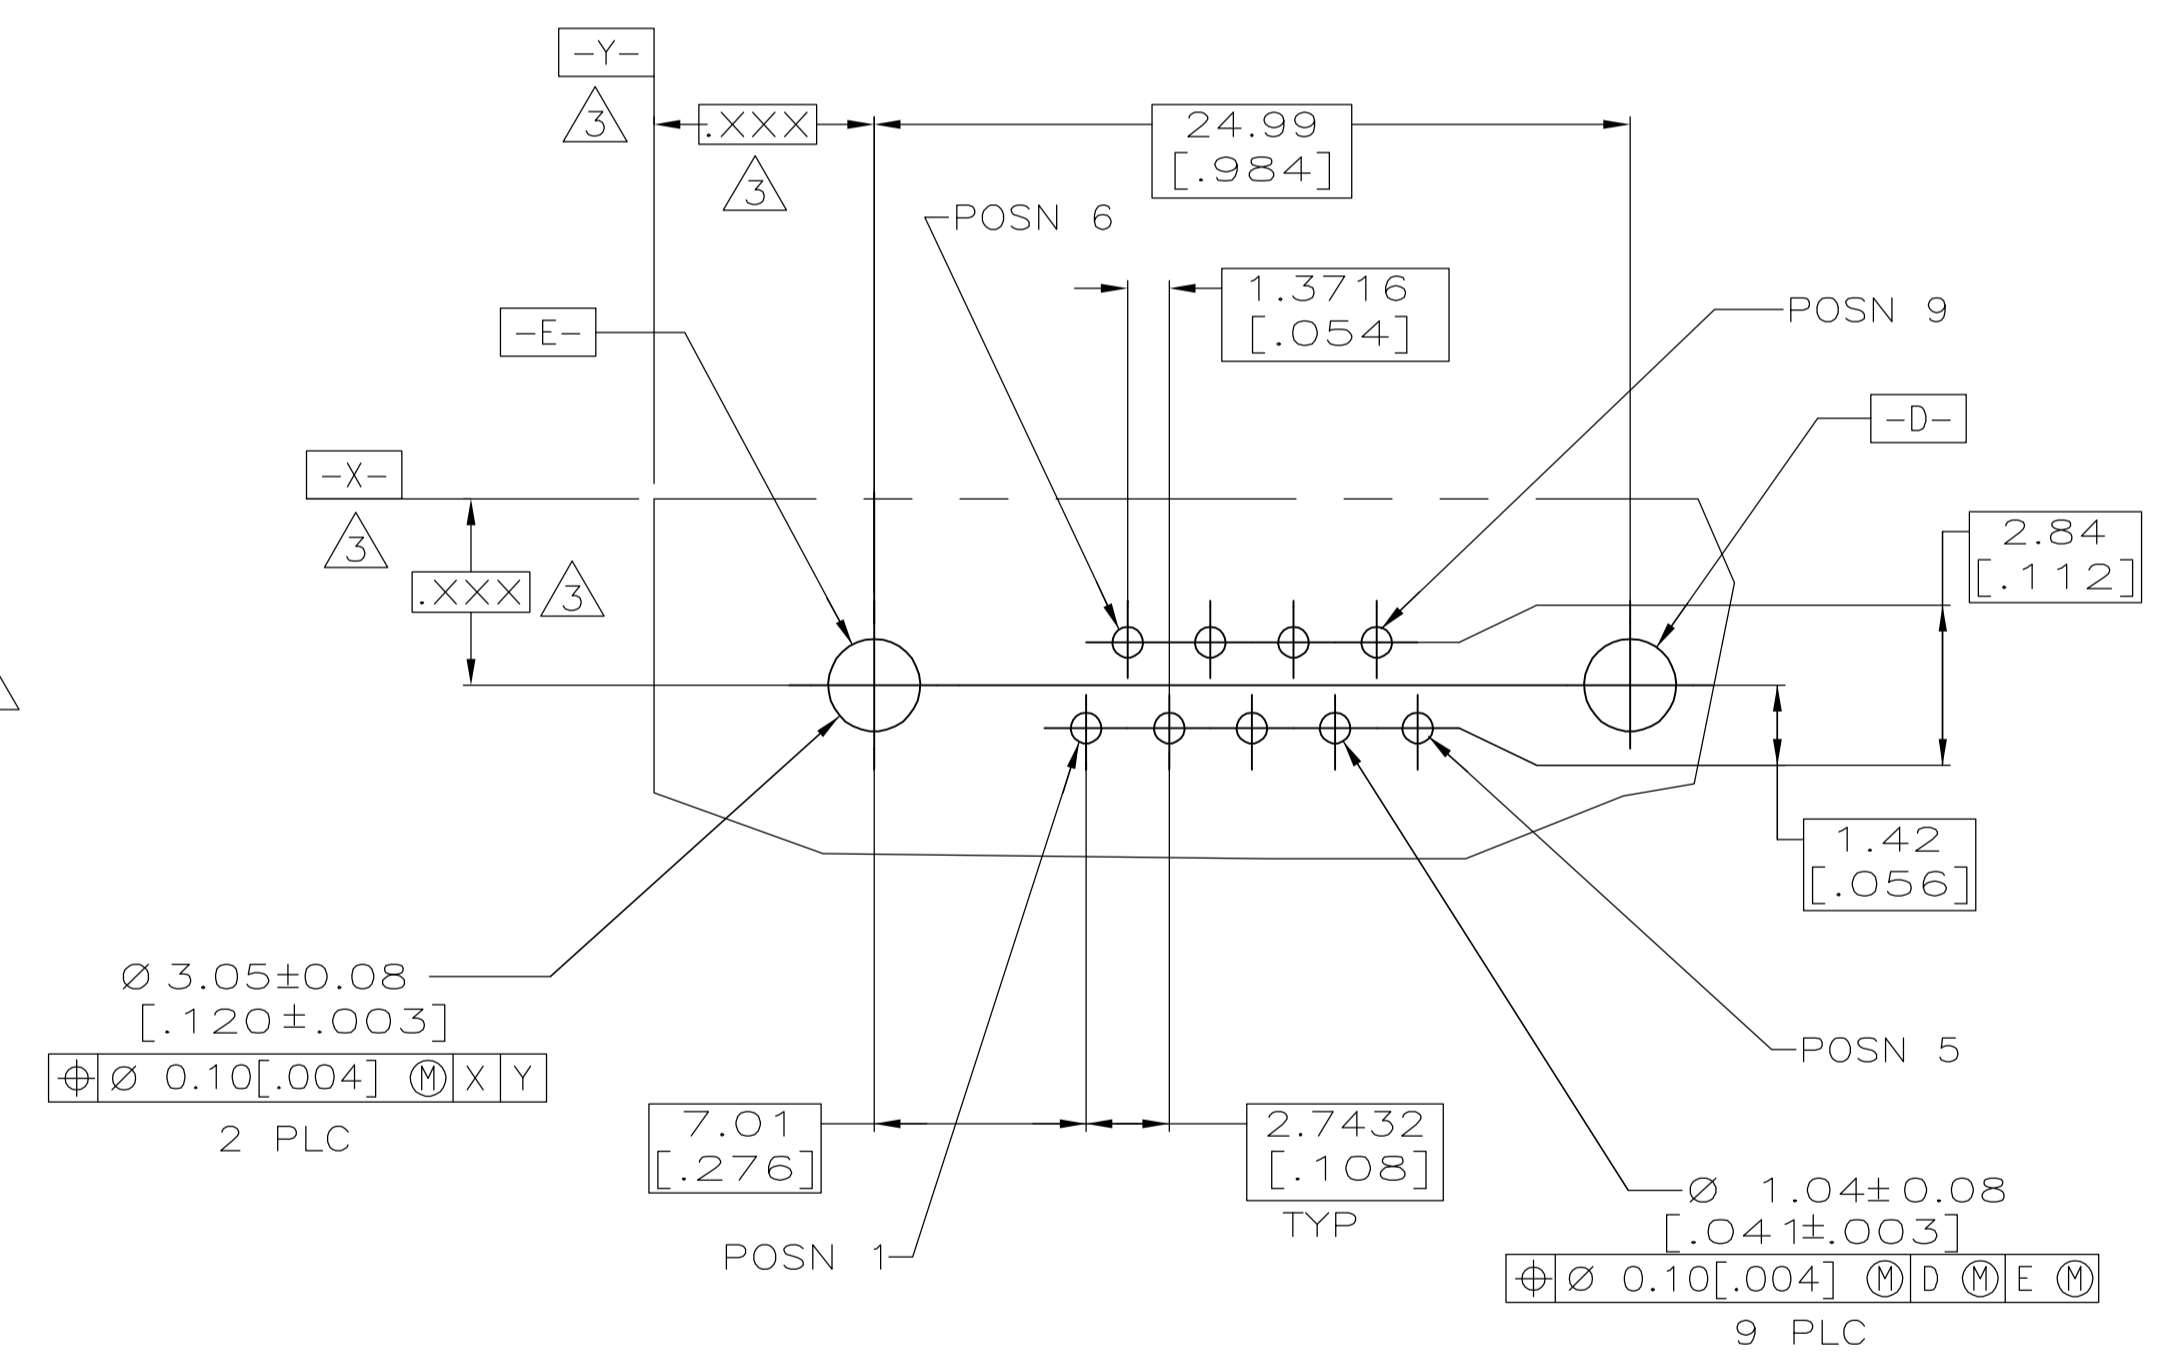 -Y-
3
.XXX
3
24.99
[.984]
POSN 6
1.3716
[.054]
POSN 9
-E-
-D-
-X-
3
.XXX
3
2.84
[.112]
1.42
[.056]
Ø 3.05±0.08
[.120±.003]
⌖ Ø 0.10[.004] Ⓜ X Y
2 PLC
POSN 5
7.01
[.276]
2.7432
[.108]
TYP
POSN 1
Ø 1.04±0.08
[.041±.003]
⌖ Ø 0.10[.004] Ⓜ D Ⓜ E Ⓜ
9 PLC